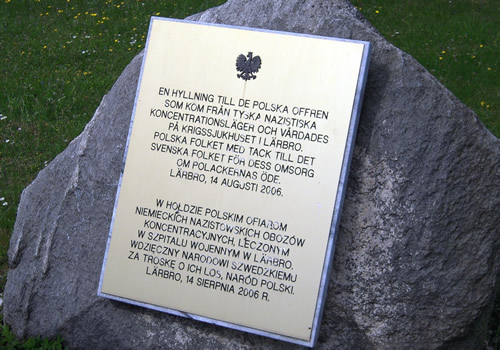 EN HYLLNING TILL DE POLSKA OFFREN
SOM KOM FRÅN TYSKA NAZISTISKA
KONCENTRATIONSLÄGER OCH VÅRDADES
PÅ KRIGSSJUKHUSET I LÄRBRO.
POLSKA FOLKET MED TACK TILL DET
SVENSKA FOLKET FÖR DESS OMSORG
OM POLACKERNAS ÖDE.
LÄRBRO, 14 AUGUSTI 2006.
W HOŁDZIE POLSKIM OFIAROM
NIEMIECKICH NAZISTOWSKICH OBOZÓW
KONCENTRACYJNYCH, LECZONYM
W SZPITALU WOJENNYM W LÄRBRO.
WDZIĘCZNY NARODOWI SZWEDZKIEMU
ZA TROSKĘ O ICH LOS, NARÓD POLSKI.
LÄRBRO, 14 SIERPNIA 2006 R.